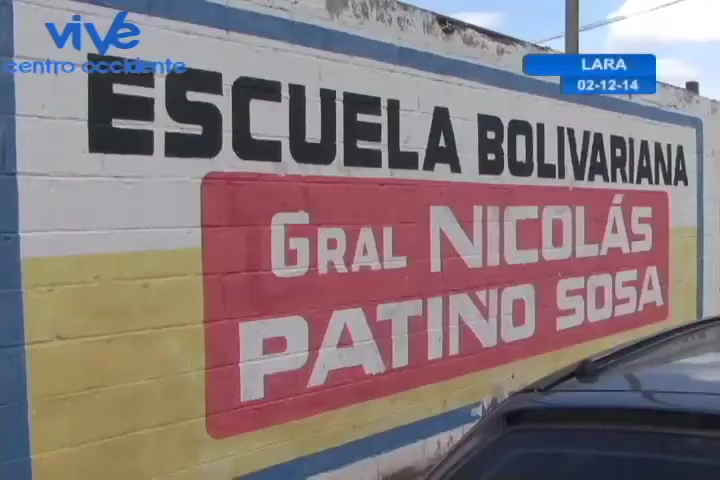 vive
centro occidente
LARA
02-12-14
ESCUELA BOLIVARIANA
GRAL NICOLÁS
PATINO SOSA